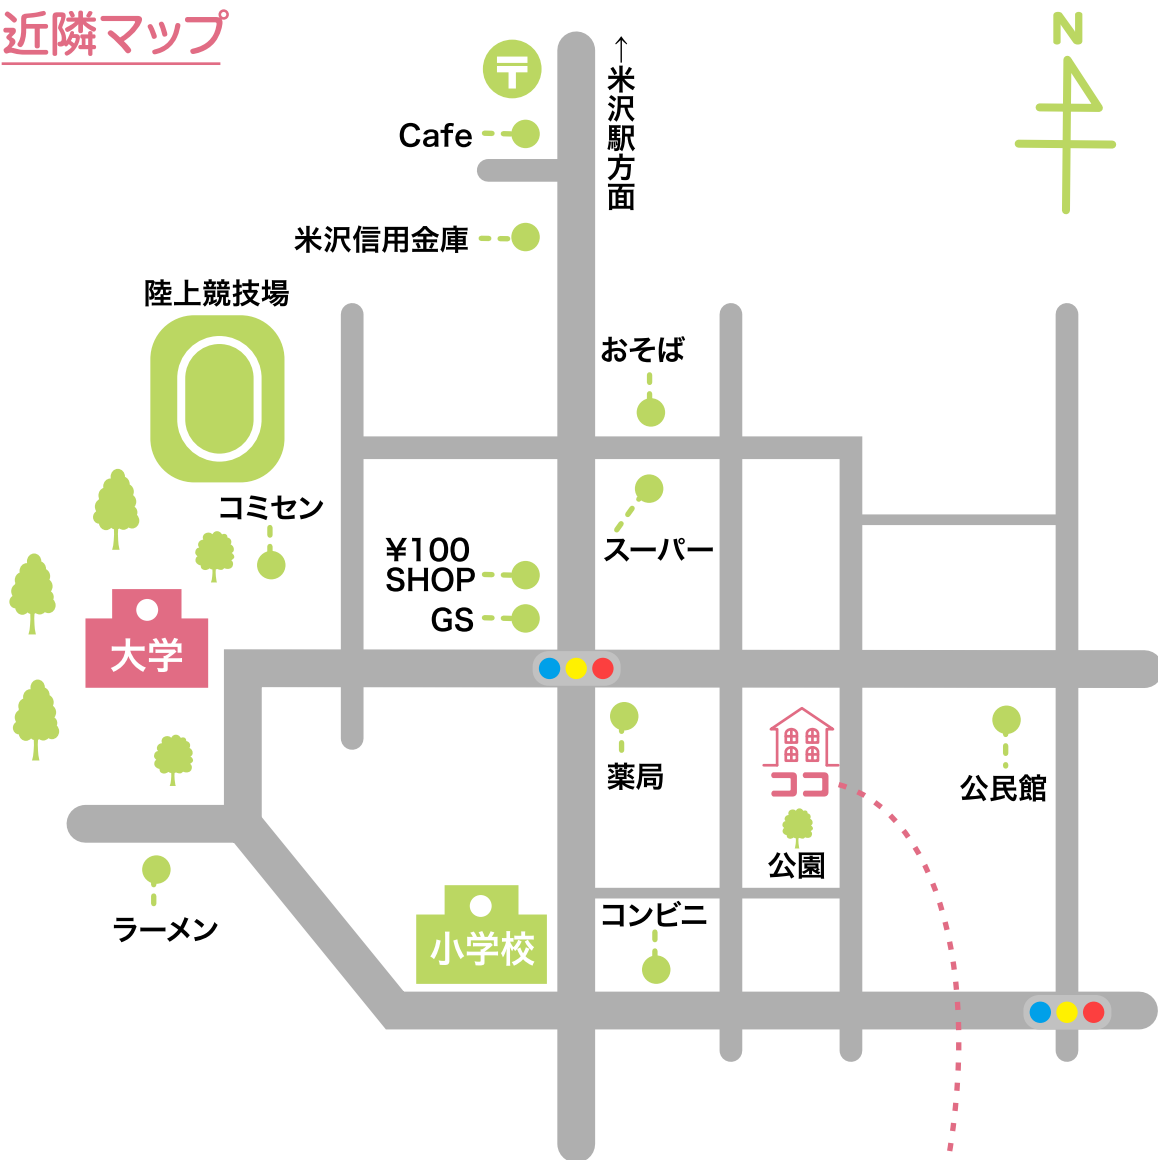 近隣マップ
N
〒
↑米沢駅方面
Cafe
米沢信用金庫
陸上競技場
おそば
コミセン
スーパー
¥100
SHOP
GS
大学
薬局
ココ
公民館
公園
ラーメン
コンビニ
小学校